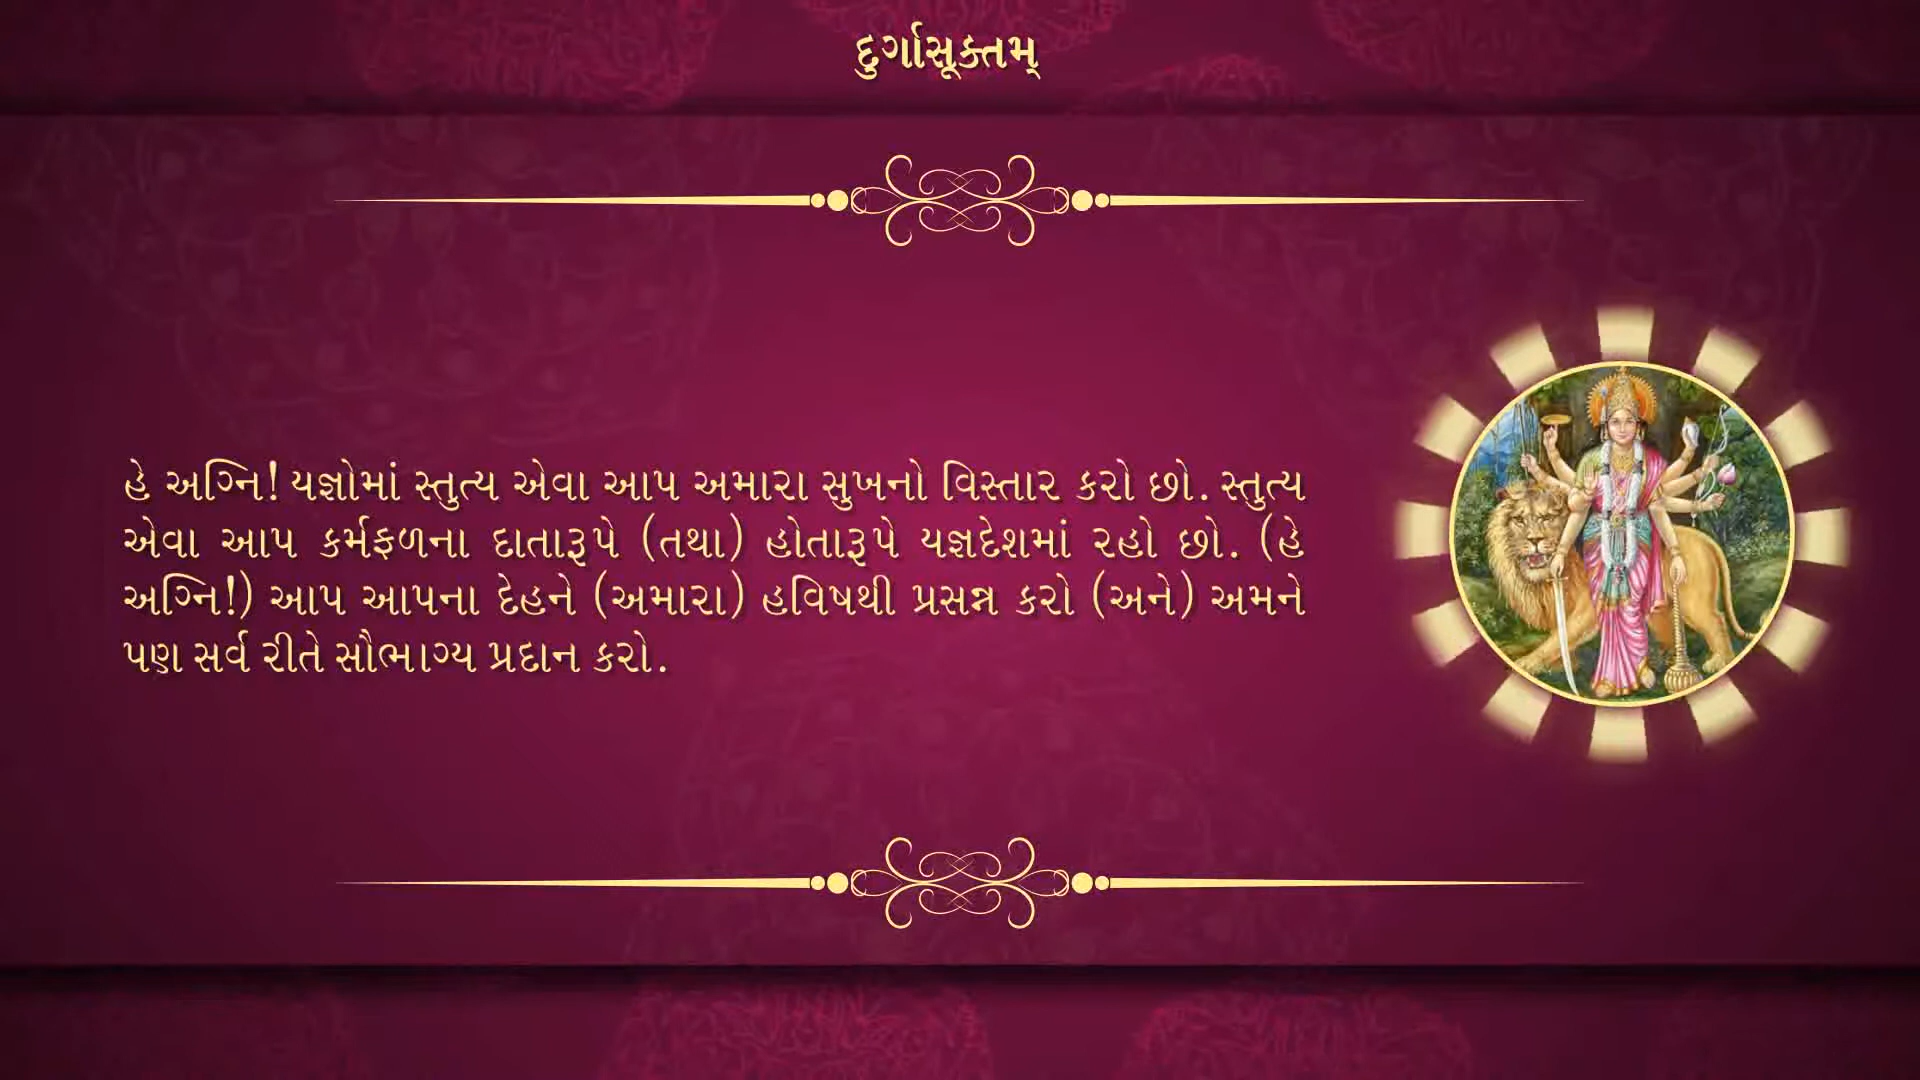 દુર્ગાસૂક્તમ્
હે અગ્નિ! યજ્ઞોમાં સ્તુત્ય એવા આપ અમારા સુખનો વિસ્તાર કરો છો. સ્તુત્ય
એવા આપ કર્મફળના દાતારૂપે (તથા) હોતારૂપે યજ્ઞદેશમાં રહો છો. (હે
અગ્નિ!) આપ આપના દેહને (અમારા) હવિષથી પ્રસન્ન કરો (અને) અમને
પણ સર્વ રીતે સૌભાગ્ય પ્રદાન કરો.